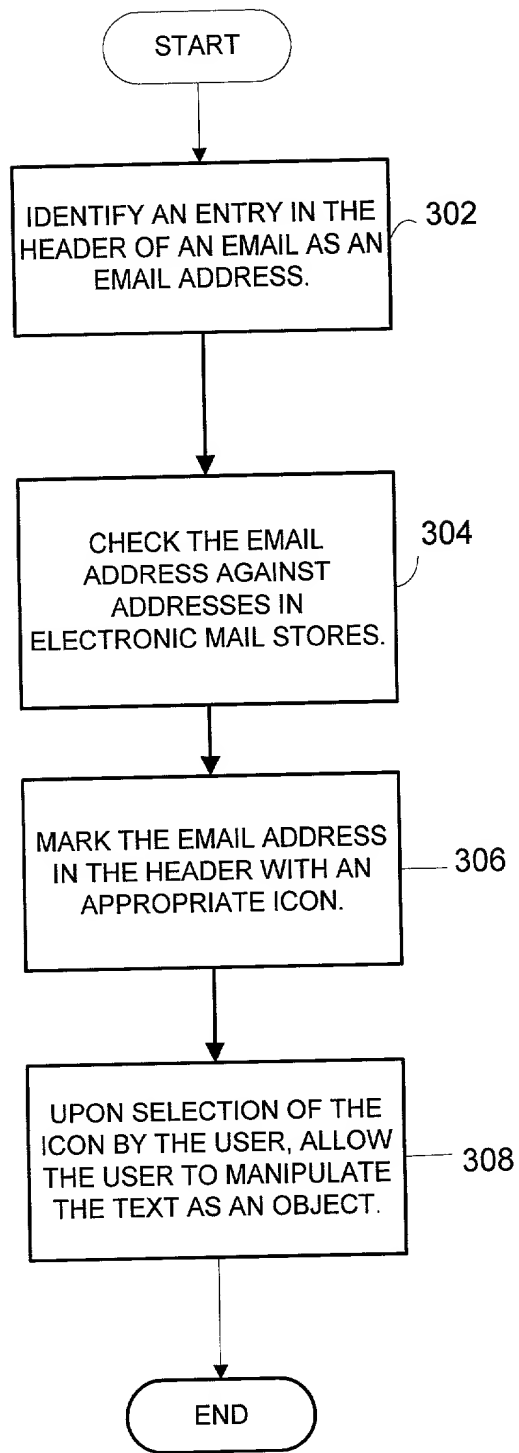 START
IDENTIFY AN ENTRY IN THE
HEADER OF AN EMAIL AS AN
EMAIL ADDRESS.
302
CHECK THE EMAIL
ADDRESS AGAINST
ADDRESSES IN
ELECTRONIC MAIL STORES.
304
MARK THE EMAIL ADDRESS
IN THE HEADER WITH AN
APPROPRIATE ICON.
306
UPON SELECTION OF THE
ICON BY THE USER, ALLOW
THE USER TO MANIPULATE
THE TEXT AS AN OBJECT.
308
END